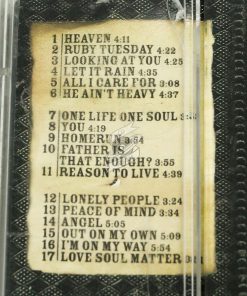 1 HEAVEN 4:11
2 RUBY TUESDAY 4:22
3 LOOKING AT YOU 4:25
4 LET IT RAIN 4:35
5 ALL I CARE FOR 3:08
6 HE AIN'T HEAVY 4:37
7 ONE LIFE ONE SOUL
8 YOU 4:19
9 HOMERUN 3:54
10 FATHER IS
THAT ENOUGH? 3:55
11 REASON TO LIVE 4:39
12 LONELY PEOPLE 3:24
13 PEACE OF MIND 3:34
14 ANGEL 5:05
15 OUT ON MY OWN 5:09
16 I'M ON MY WAY 5:54
17 LOVE SOUL MATTER